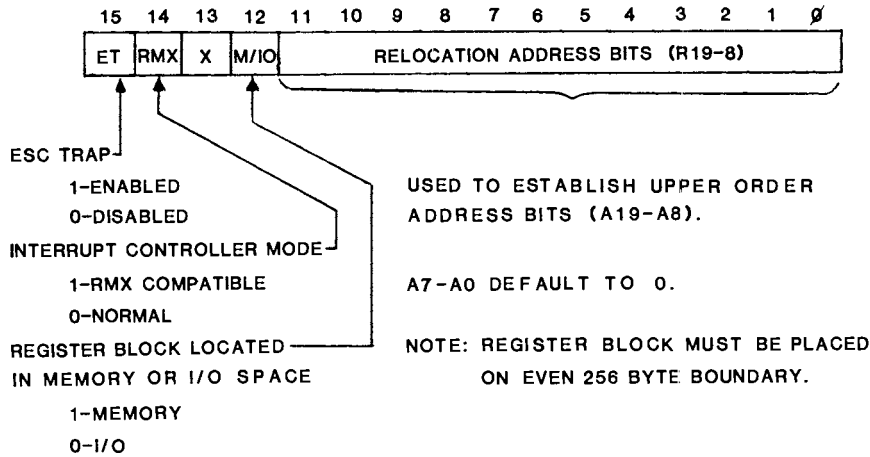 15 14 13 12 11 10 9 8 7 6 5 4 3 2 1 0
ET RMX X M/IO RELOCATION ADDRESS BITS (R19-8)
ESC TRAP
1-ENABLED
0-DISABLED
INTERRUPT CONTROLLER MODE
1-RMX COMPATIBLE
0-NORMAL
REGISTER BLOCK LOCATED
IN MEMORY OR I/O SPACE
1-MEMORY
0-I/O
USED TO ESTABLISH UPPER ORDER
ADDRESS BITS (A19-A8).
A7-A0 DEFAULT TO 0.
NOTE: REGISTER BLOCK MUST BE PLACED
ON EVEN 256 BYTE BOUNDARY.